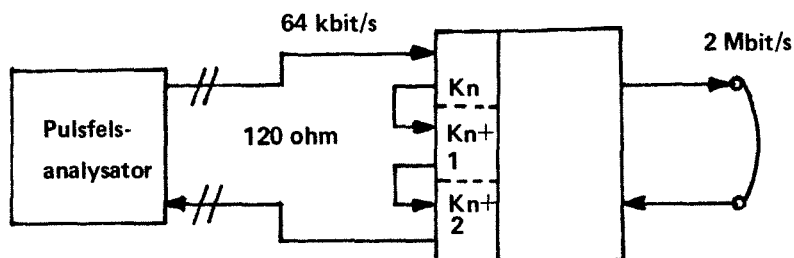 64 kbit/s
2 Mbit/s
Pulsfels-
analysator
120 ohm
Kn
Kn+
1
Kn+
2